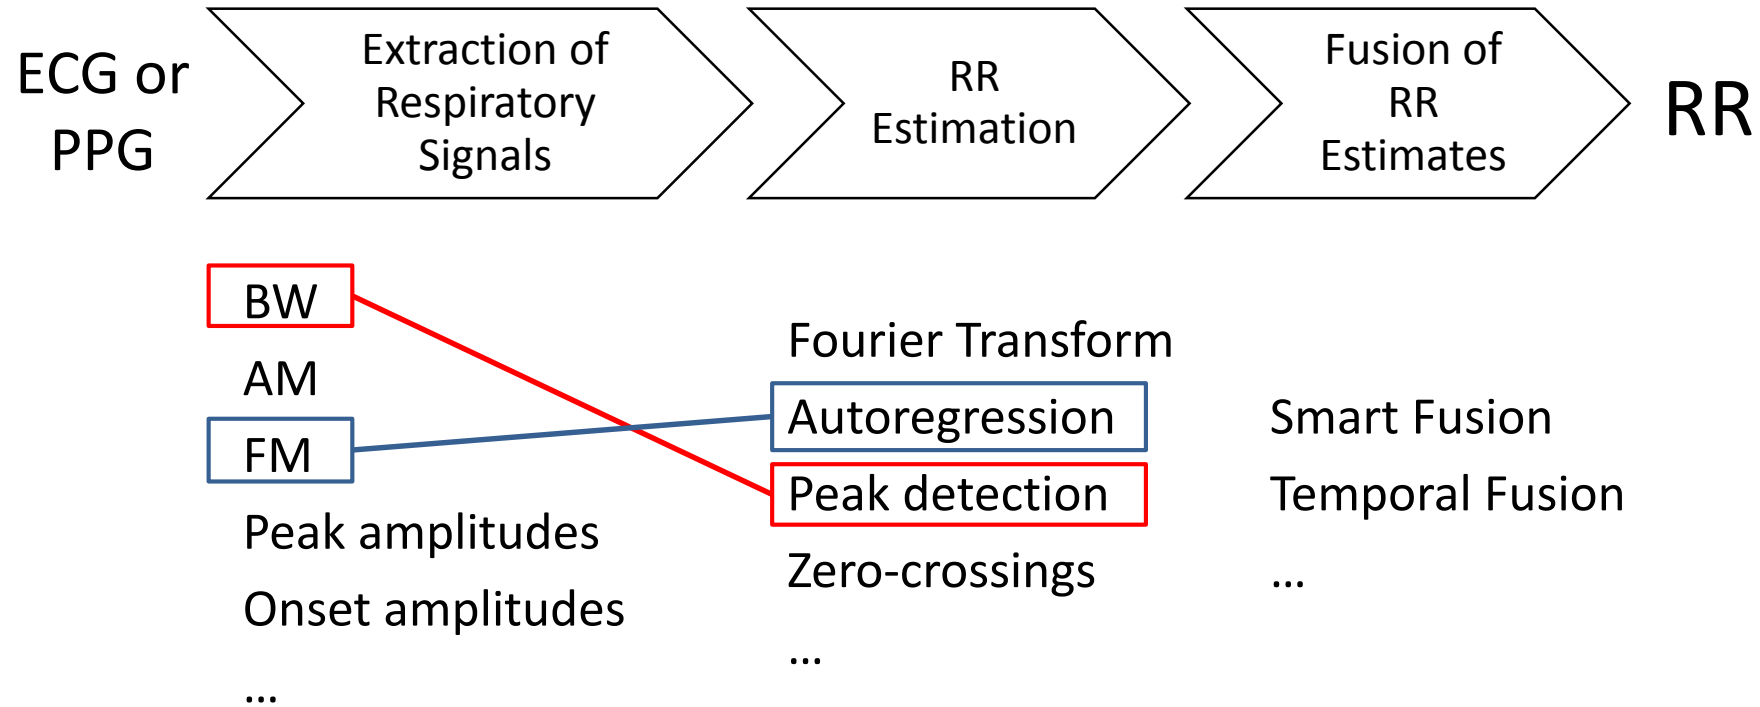 ECG or
PPG
Extraction of
Respiratory
Signals
RR
Estimation
Fusion of
RR
Estimates
RR
BW
AM
FM
Peak amplitudes
Onset amplitudes
…
Fourier Transform
Autoregression
Peak detection
Zero-crossings
…
Smart Fusion
Temporal Fusion
…